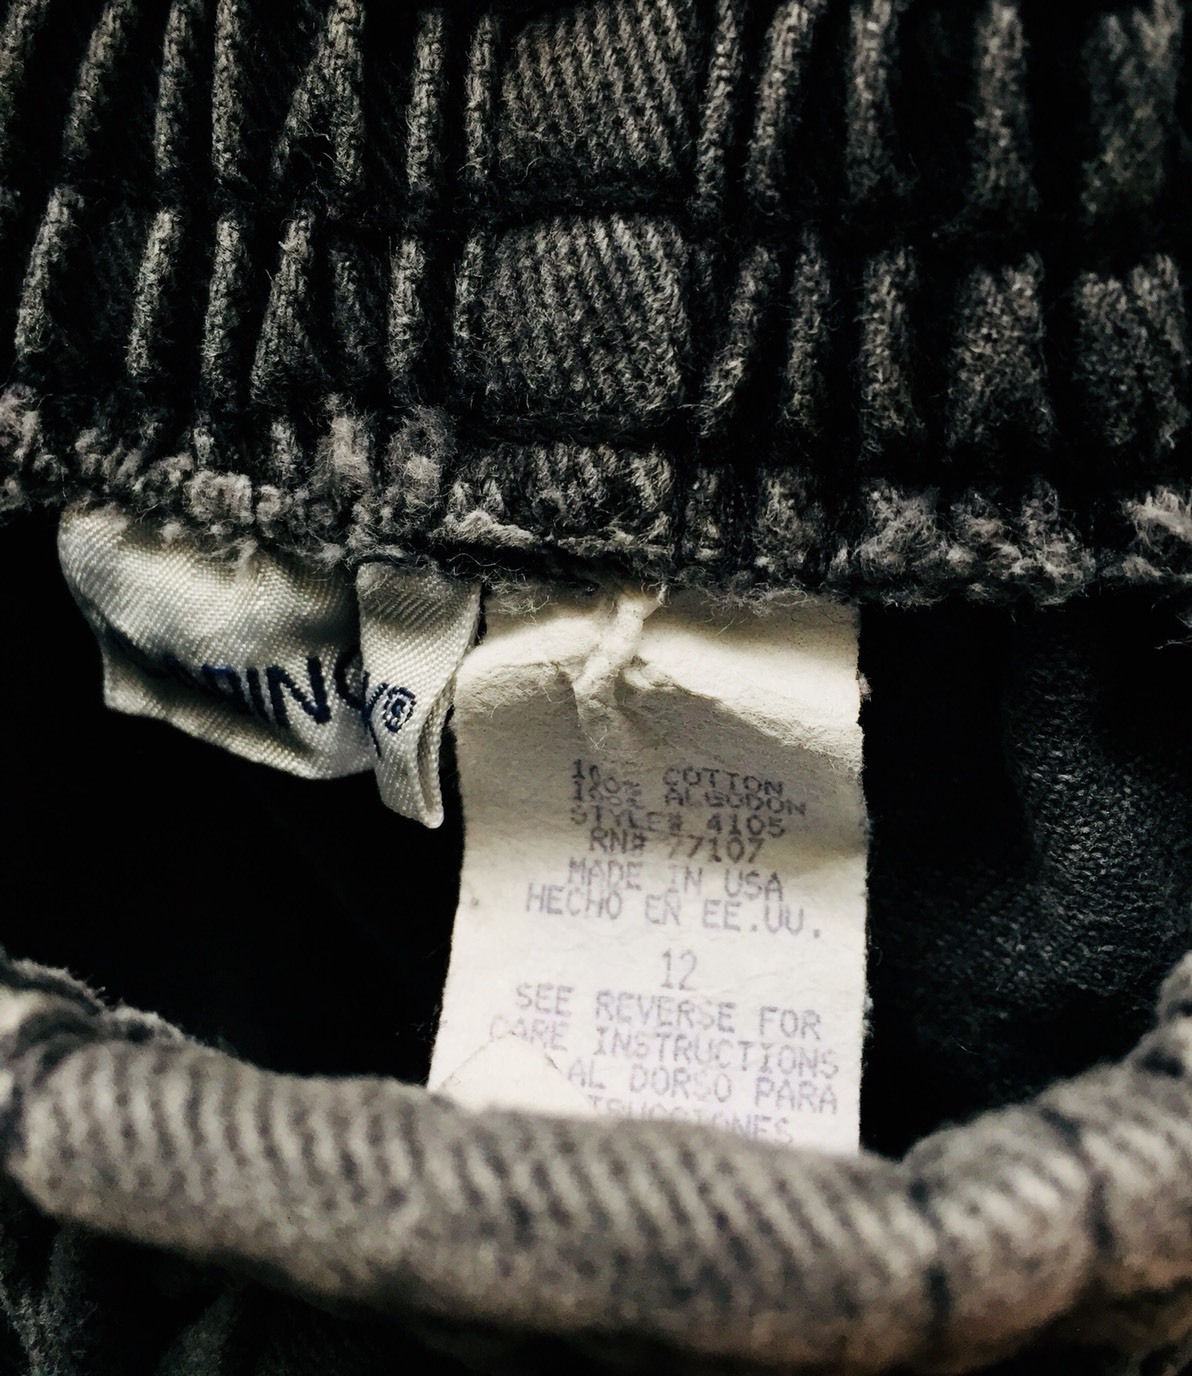 ®
100% COTTON
100% ALGODON
STYLE# 4105
RN# 77107
MADE IN USA
HECHO EN EE.UU.
12
SEE REVERSE FOR
CARE INSTRUCTIONS
AL DORSO PARA